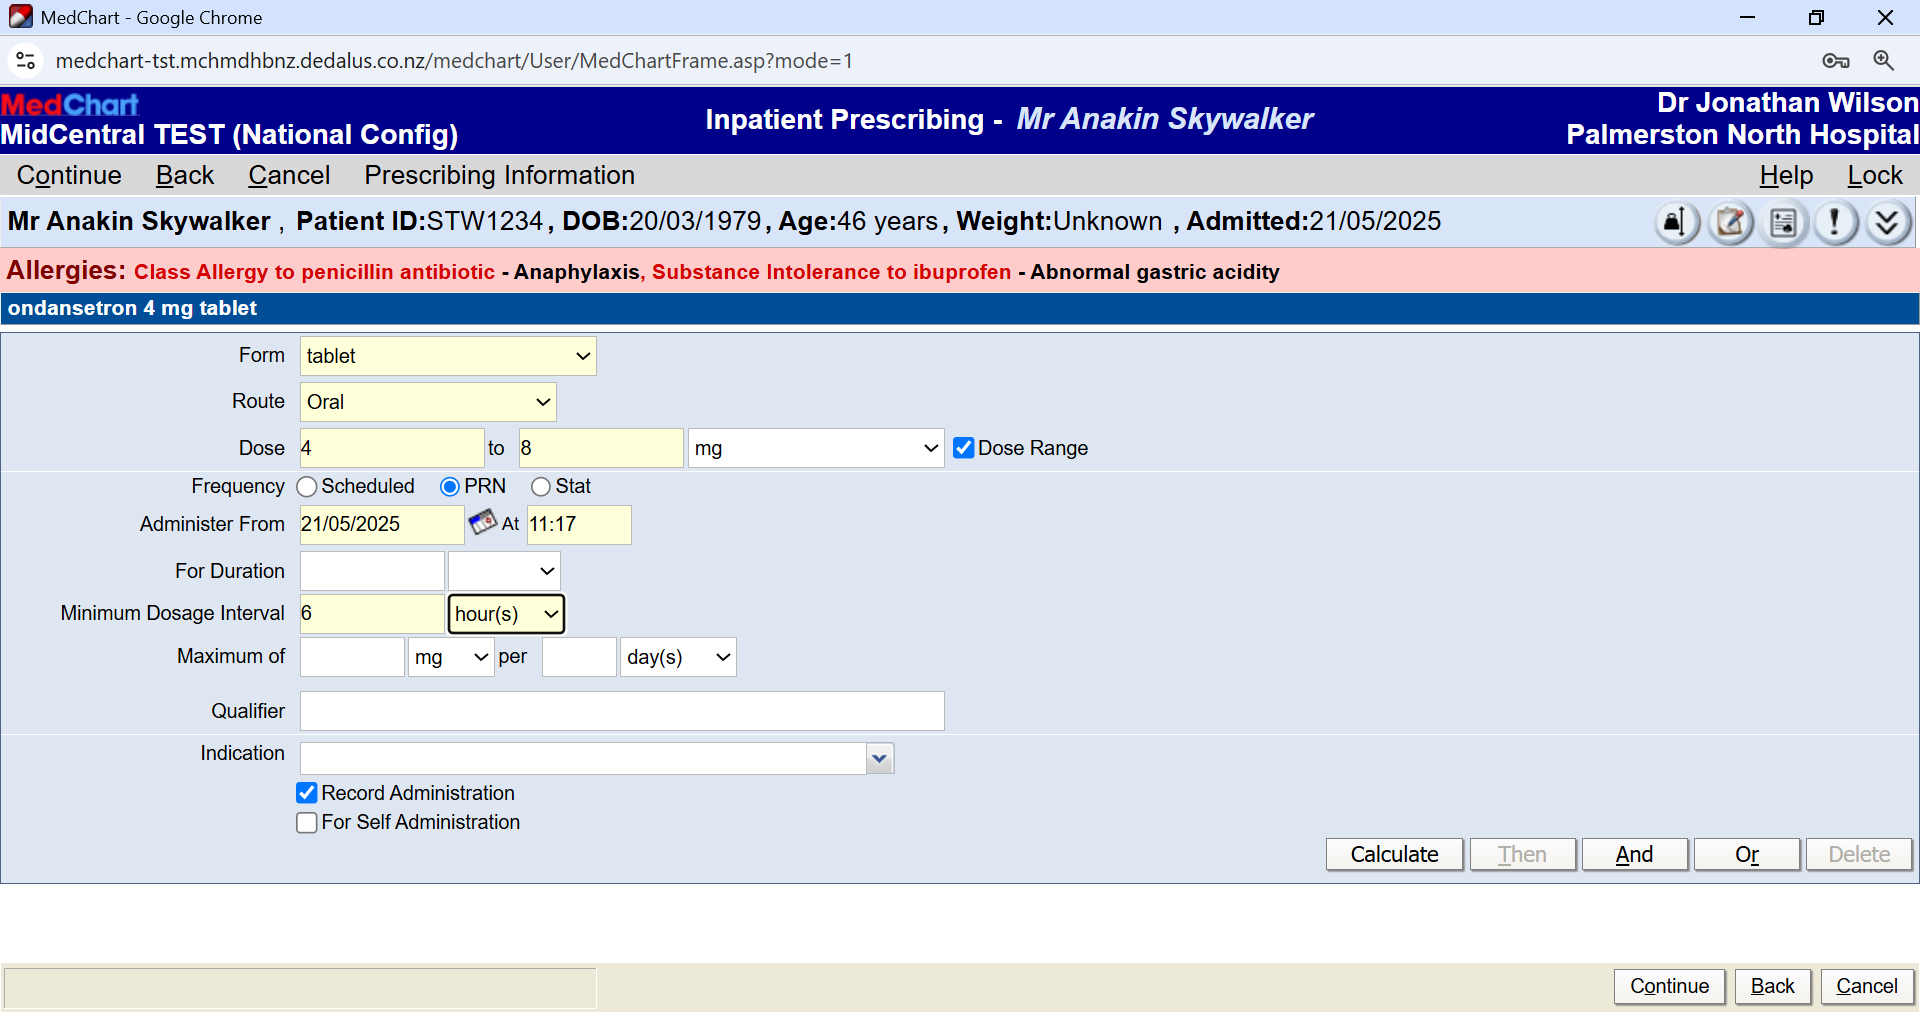 MedChart - Google Chrome
medchart-tst.mchmdhbnz.dedalus.co.nz/medchart/User/MedChartFrame.asp?mode=1
MedChart
MidCentral TEST (National Config)
Inpatient Prescribing - Mr Anakin Skywalker
Dr Jonathan Wilson
Palmerston North Hospital
Continue Back Cancel Prescribing Information Help Lock
Mr Anakin Skywalker , Patient ID:STW1234, DOB:20/03/1979, Age:46 years, Weight:Unknown , Admitted:21/05/2025
Allergies: Class Allergy to penicillin antibiotic - Anaphylaxis, Substance Intolerance to ibuprofen - Abnormal gastric acidity
ondansetron 4 mg tablet
Form tablet
Route Oral
Dose 4 to 8 mg Dose Range
Frequency Scheduled PRN Stat
Administer From 21/05/2025 At 11:17
For Duration
Minimum Dosage Interval 6 hour(s)
Maximum of mg per day(s)
Qualifier
Indication
Record Administration
For Self Administration
Calculate Then And Or Delete
Continue Back Cancel